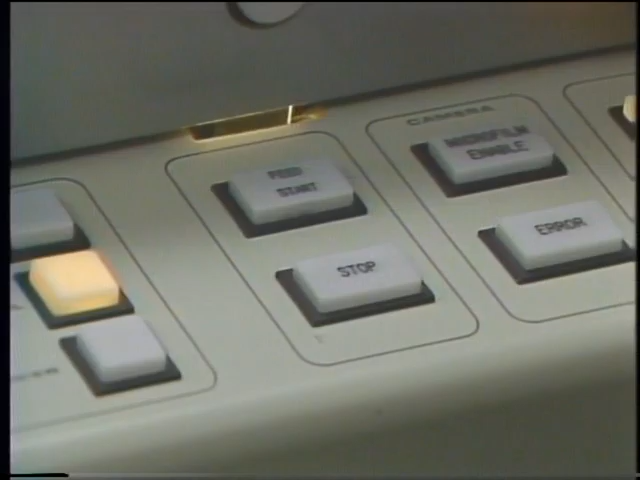 CAMERA
FEED
START
MICROFILM
ENABLE
STOP
ERROR